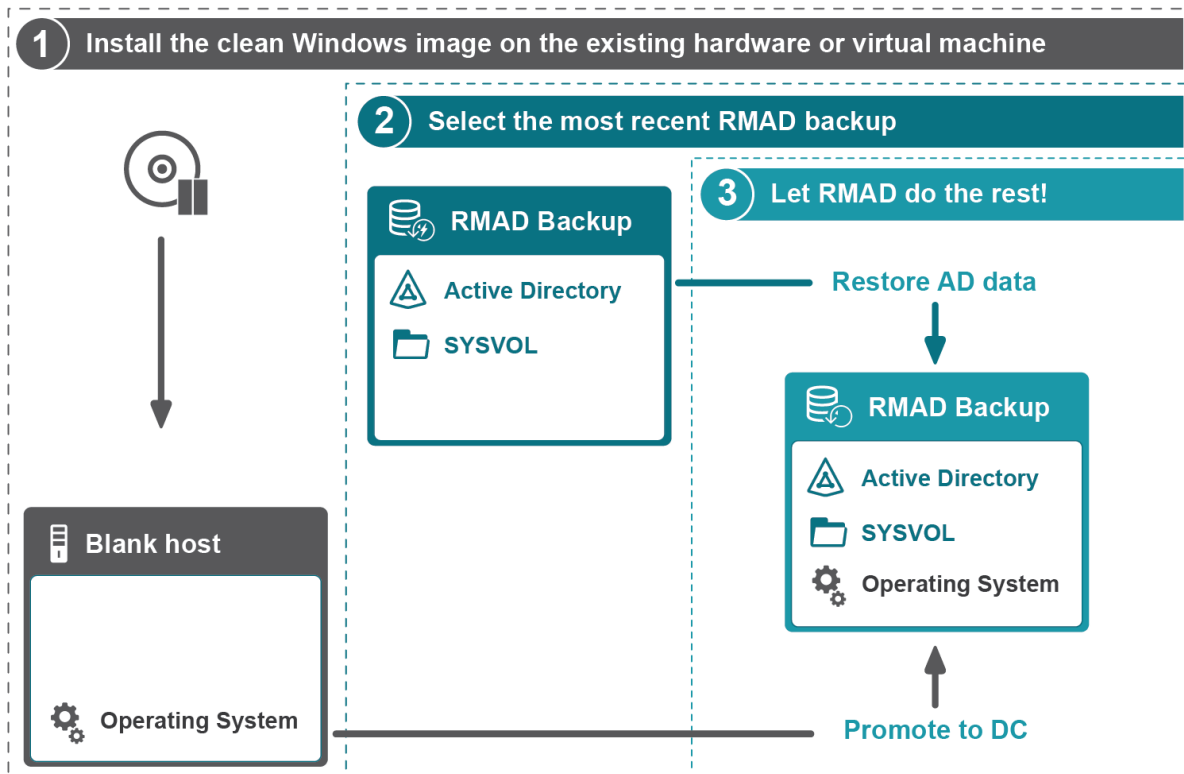 1
Install the clean Windows image on the existing hardware or virtual machine
2
Select the most recent RMAD backup
3
Let RMAD do the rest!
RMAD Backup
Active Directory
SYSVOL
Restore AD data
RMAD Backup
Active Directory
SYSVOL
Operating System
Blank host
Operating System
Promote to DC